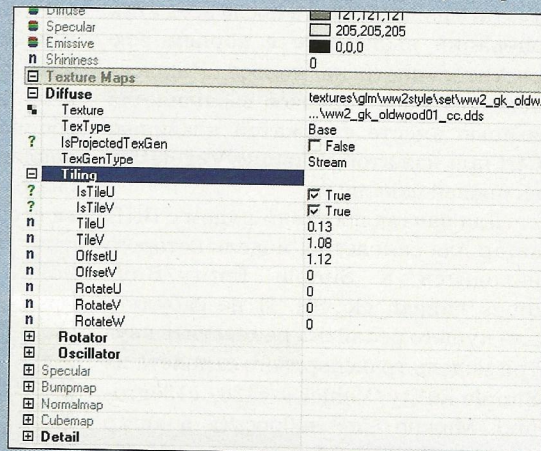 Diffuse 121,121,121
Specular 205,205,205
Emissive 0,0,0
n Shininess 0
Texture Maps
Diffuse textures\glm\ww2style\set\ww2_gk_oldw
Texture ...\ww2_gk_oldwood01_cc.dds
TexType Base
? IsProjectedTexGen False
TexGenType Stream
Tiling
? IsTileU True
? IsTileV True
n TileU 0.13
n TileV 1.08
n OffsetU 1.12
n OffsetV 0
n RotateU 0
n RotateV 0
n RotateW 0
Rotator
Oscillator
Specular
Bumpmap
Normalmap
Cubemap
Detail